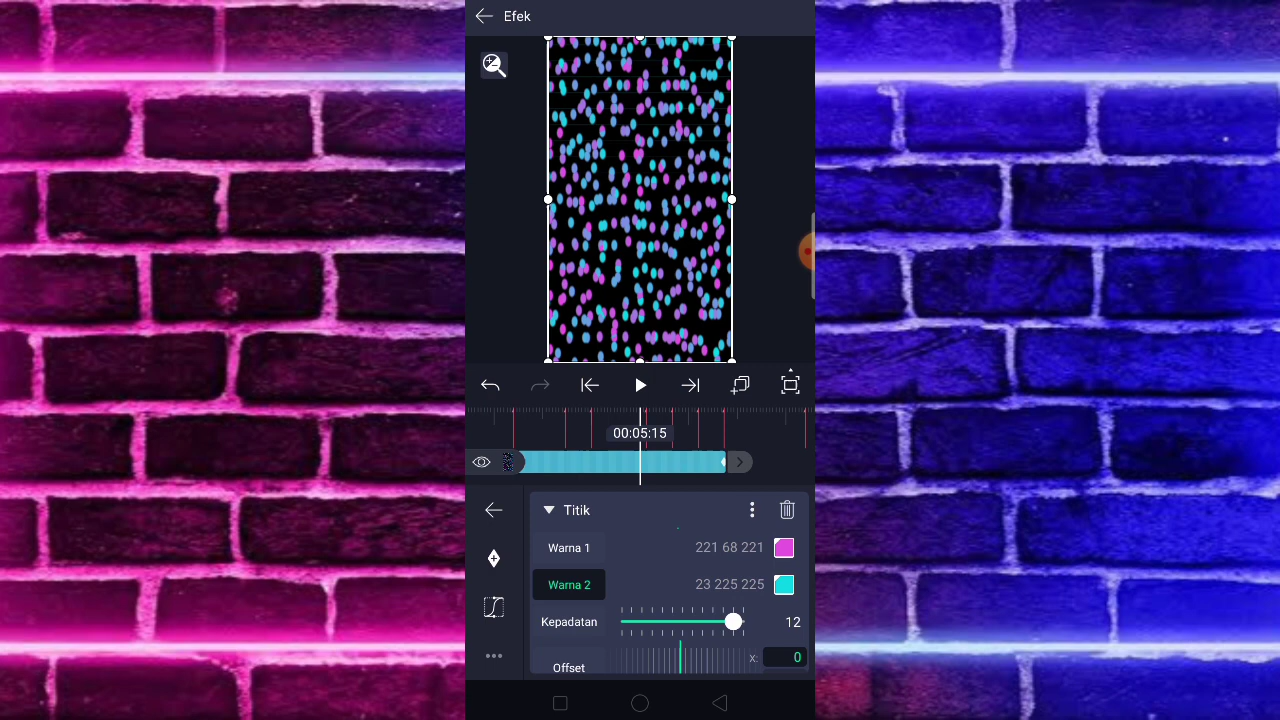 Efek
00:05:15
Titik
Warna 1 221 68 221
Warna 2 23 225 225
Kepadatan 12
Offset x: 0